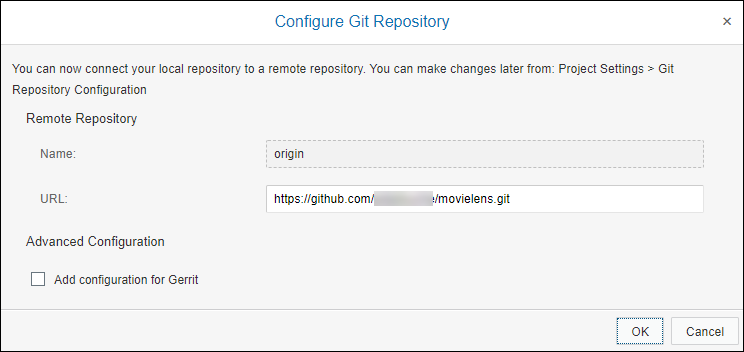 Configure Git Repository
You can now connect your local repository to a remote repository. You can make changes later from: Project Settings > Git
Repository Configuration
Remote Repository
Name:
origin
URL:
https://github.com/ /movielens.git
Advanced Configuration
Add configuration for Gerrit
OK
Cancel